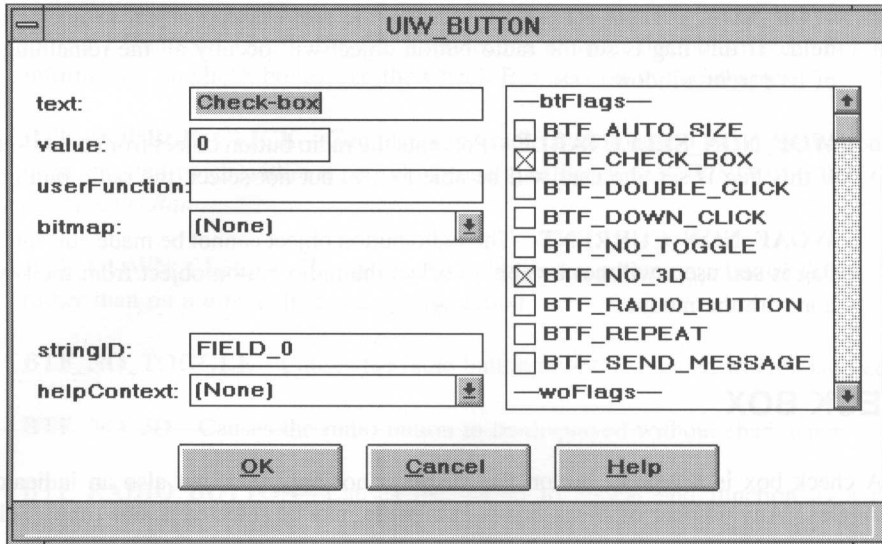 UIW_BUTTON
text: Check-box
value: 0
userFunction:
bitmap: (None)
stringID: FIELD_0
helpContext: (None)
—btFlags—
BTF_AUTO_SIZE
BTF_CHECK_BOX
BTF_DOUBLE_CLICK
BTF_DOWN_CLICK
BTF_NO_TOGGLE
BTF_NO_3D
BTF_RADIO_BUTTON
BTF_REPEAT
BTF_SEND_MESSAGE
—woFlags—
OK Cancel Help